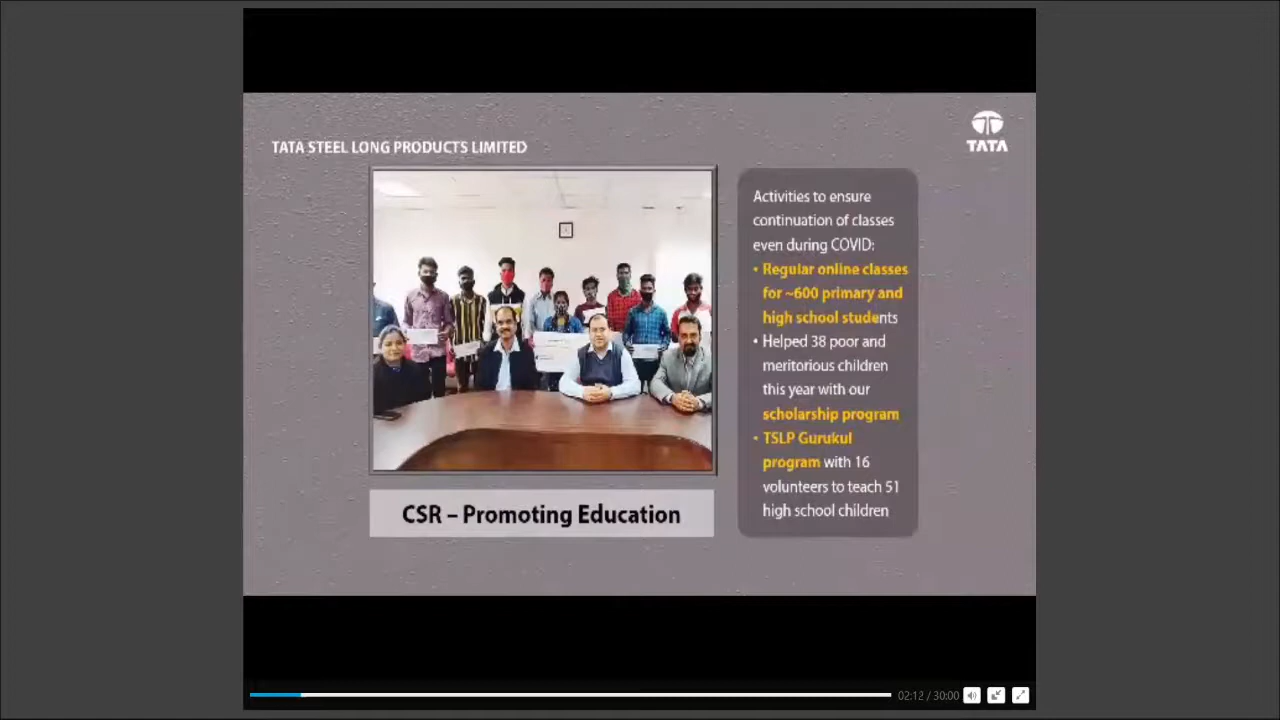 TATA STEEL LONG PRODUCTS LIMITED
TATA
Activities to ensure
continuation of classes
even during COVID:
• Regular online classes
for ~600 primary and
high school students
• Helped 38 poor and
meritorious children
this year with our
scholarship program
• TSLP Gurukul
program with 16
volunteers to teach 51
high school children
CSR – Promoting Education
02:12 / 30:00